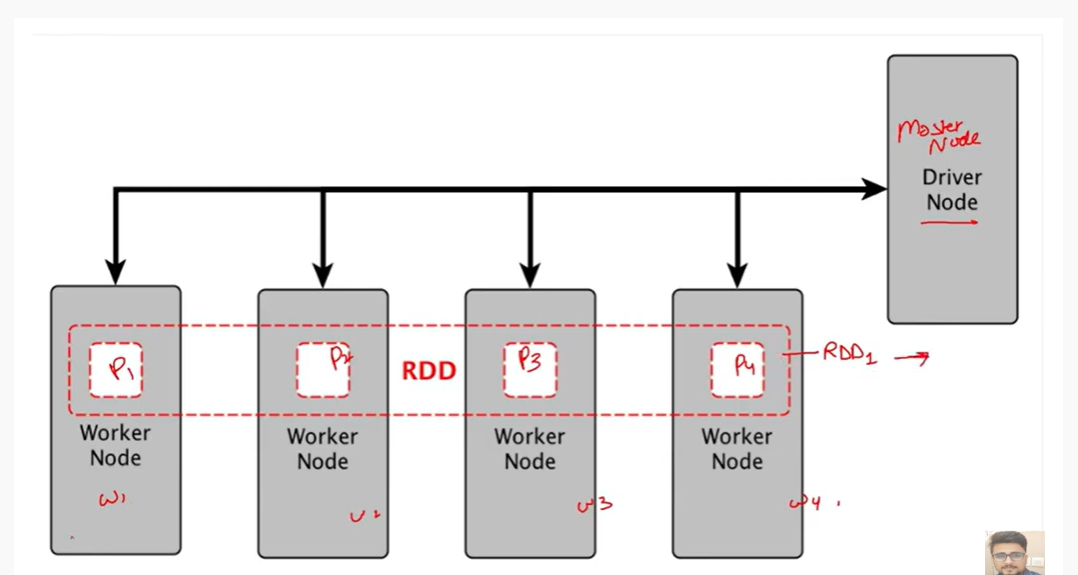 Master
Node
Driver
Node
P1
P2
RDD
P3
P4
RDD1
Worker
Node
Worker
Node
Worker
Node
Worker
Node
w1
w2
w3
w4